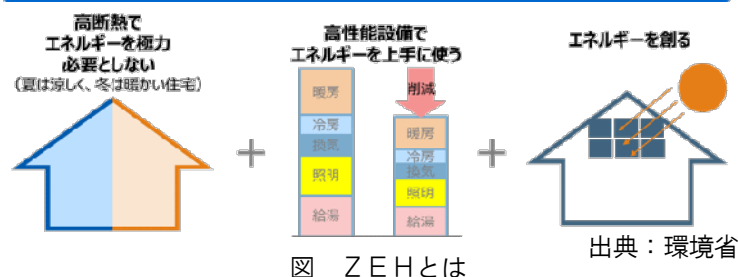 高断熱で
エネルギーを極力
必要としない
(夏は涼しく、冬は暖かい住宅)
高性能設備で
エネルギーを上手に使う
暖房
冷房
換気
照明
給湯
削減
暖房
冷房
換気
照明
給湯
エネルギーを創る
出典：環境省
図　ＺＥＨとは